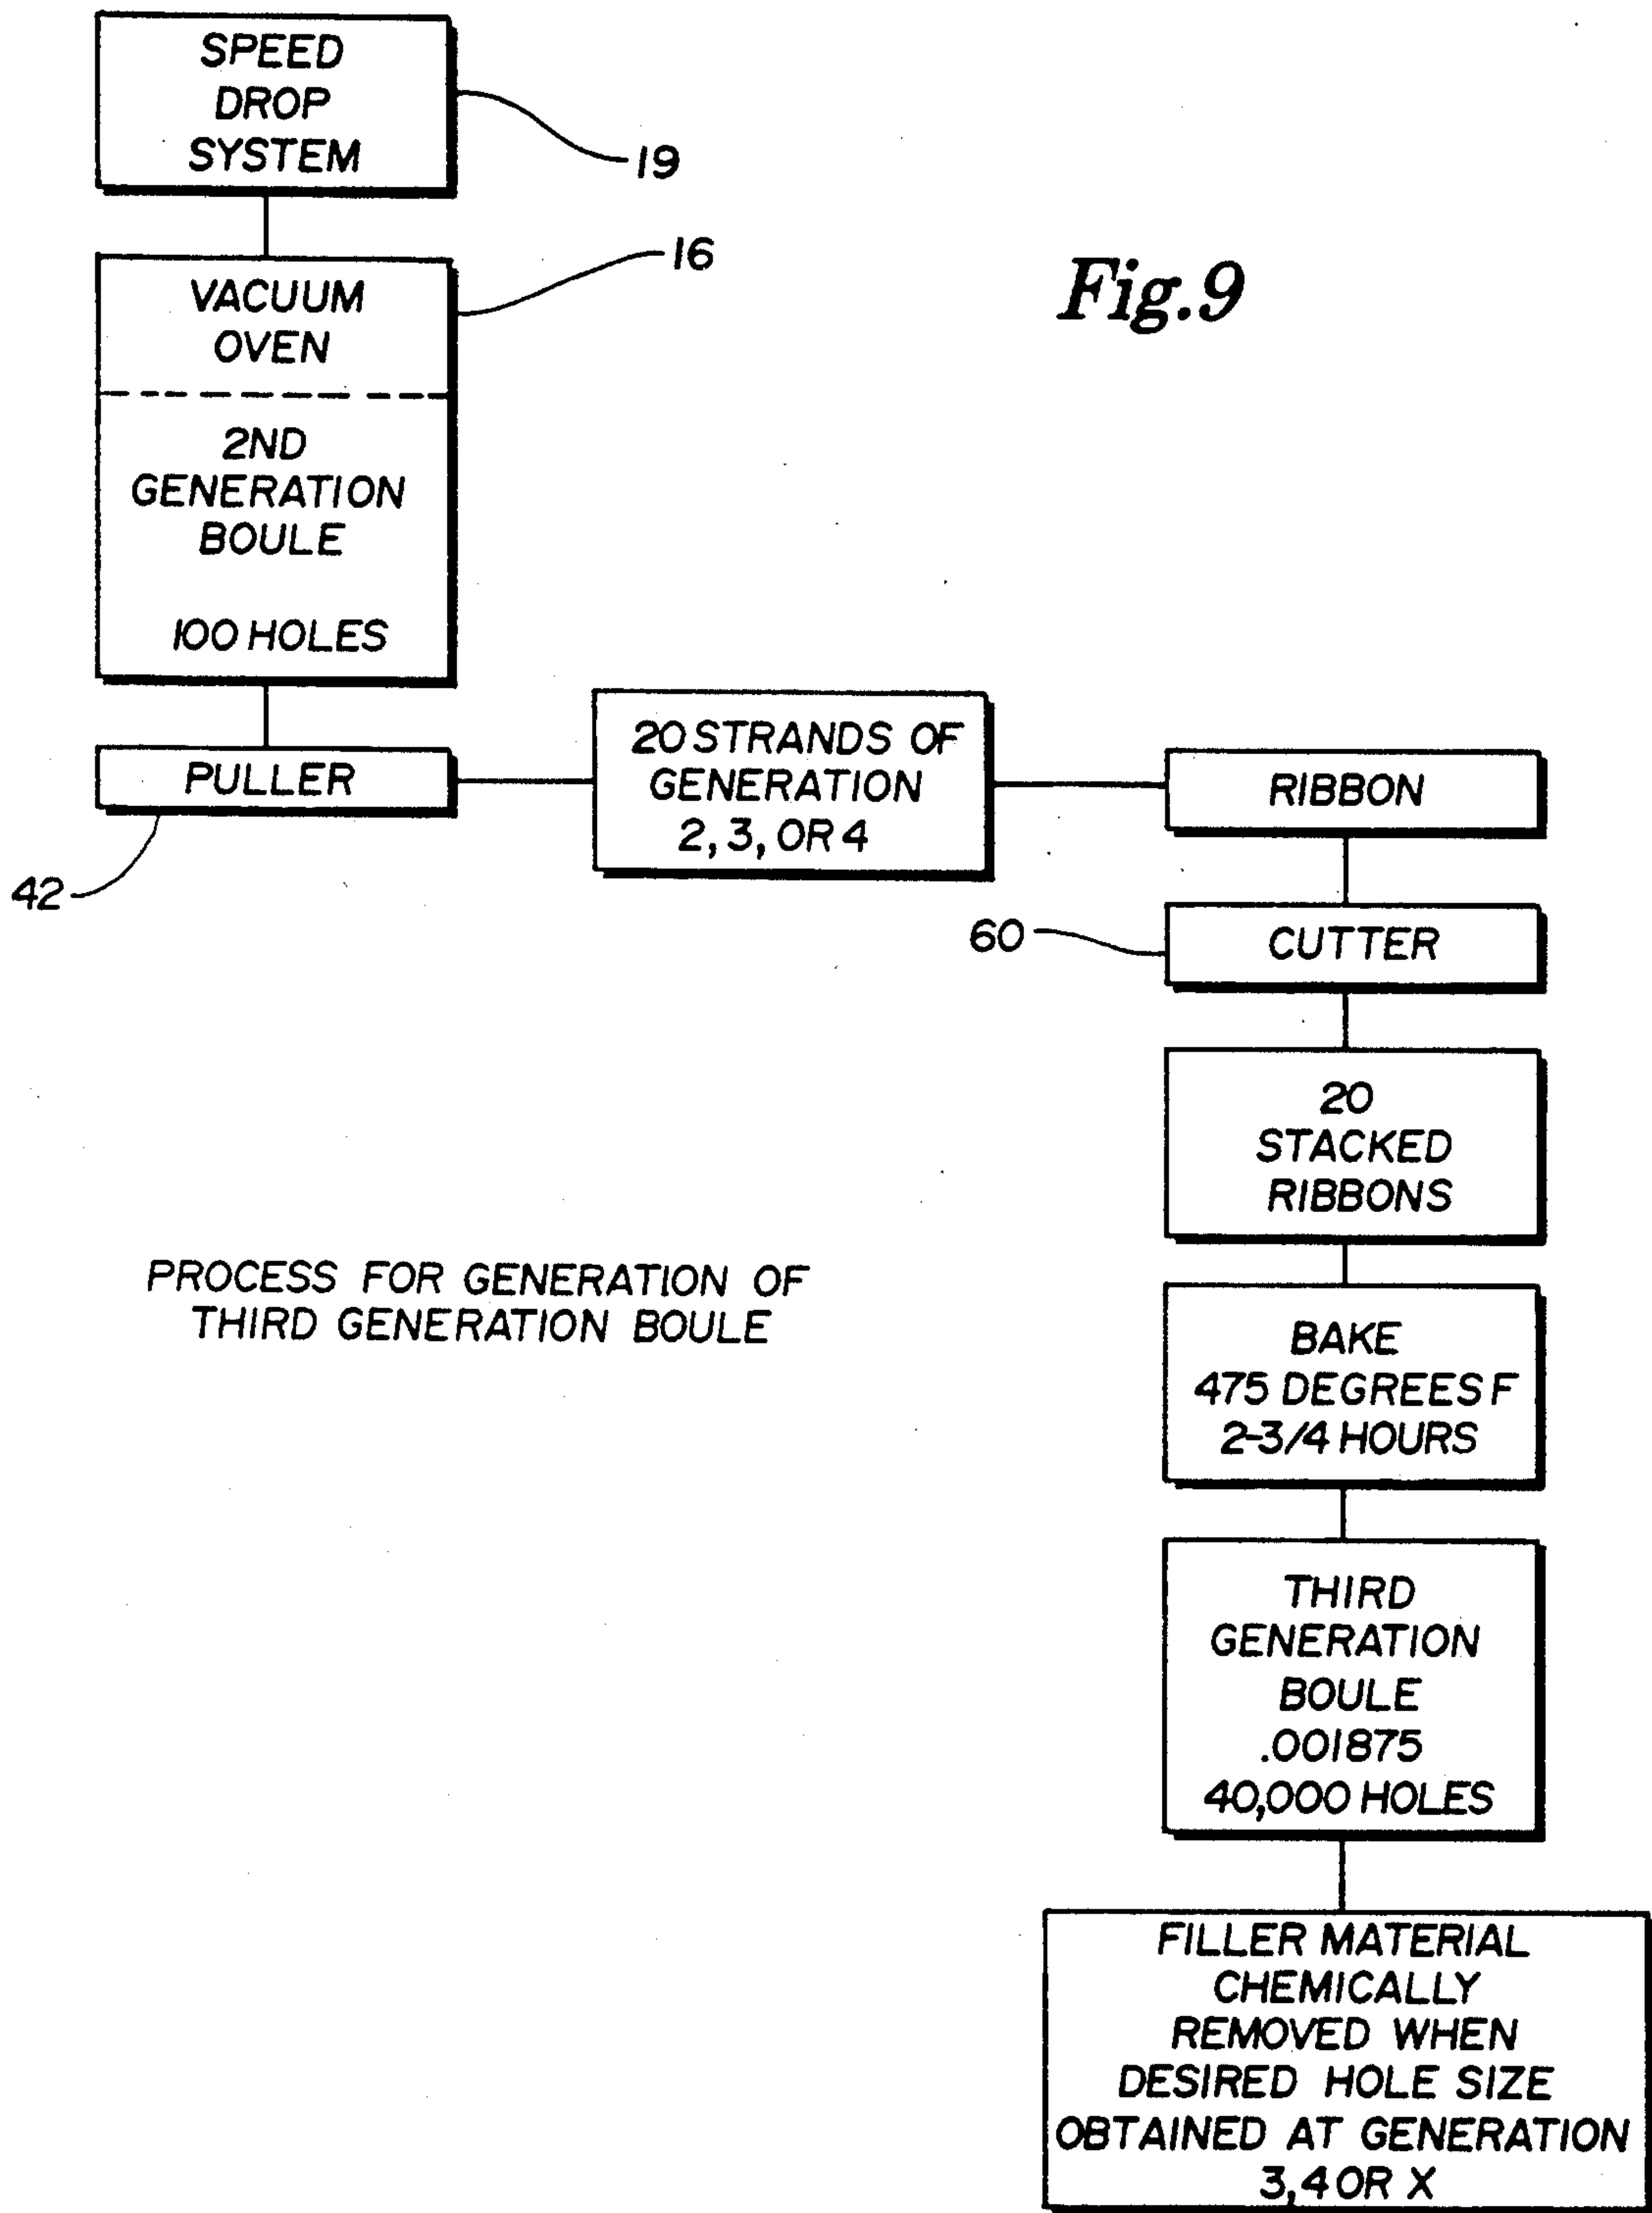 SPEED
DROP
SYSTEM
19
VACUUM
OVEN
16
Fig.9
2ND
GENERATION
BOULE
100 HOLES
PULLER
42
20 STRANDS OF
GENERATION
2, 3, OR 4
RIBBON
60
CUTTER
20
STACKED
RIBBONS
PROCESS FOR GENERATION OF
THIRD GENERATION BOULE
BAKE
475 DEGREES F
2-3/4 HOURS
THIRD
GENERATION
BOULE
.001875
40,000 HOLES
FILLER MATERIAL
CHEMICALLY
REMOVED WHEN
DESIRED HOLE SIZE
OBTAINED AT GENERATION
3, 4 OR X